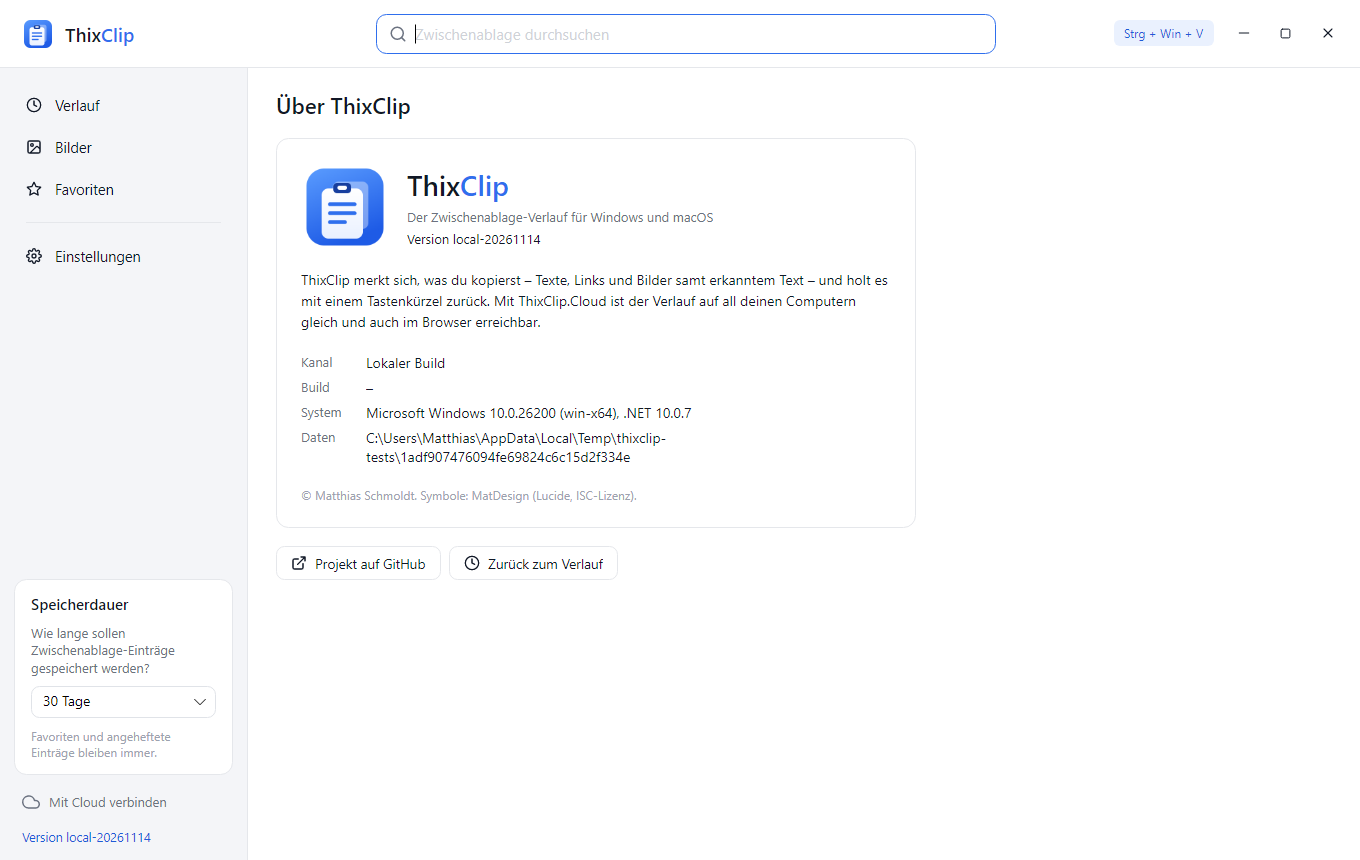 ThixClip
Zwischenablage durchsuchen
Strg + Win + V
Verlauf
Bilder
Favoriten
Einstellungen
Über ThixClip
ThixClip
Der Zwischenablage-Verlauf für Windows und macOS
Version local-20261114
ThixClip merkt sich, was du kopierst – Texte, Links und Bilder samt erkanntem Text – und holt es
mit einem Tastenkürzel zurück. Mit ThixClip.Cloud ist der Verlauf auf all deinen Computern
gleich und auch im Browser erreichbar.
Kanal Lokaler Build
Build –
System Microsoft Windows 10.0.26200 (win-x64), .NET 10.0.7
Daten C:\Users\Matthias\AppData\Local\Temp\thixclip-
tests\1adf907476094fe69824c6c15d2f334e
© Matthias Schmoldt. Symbole: MatDesign (Lucide, ISC-Lizenz).
Projekt auf GitHub
Zurück zum Verlauf
Speicherdauer
Wie lange sollen
Zwischenablage-Einträge
gespeichert werden?
30 Tage
Favoriten und angeheftete
Einträge bleiben immer.
Mit Cloud verbinden
Version local-20261114